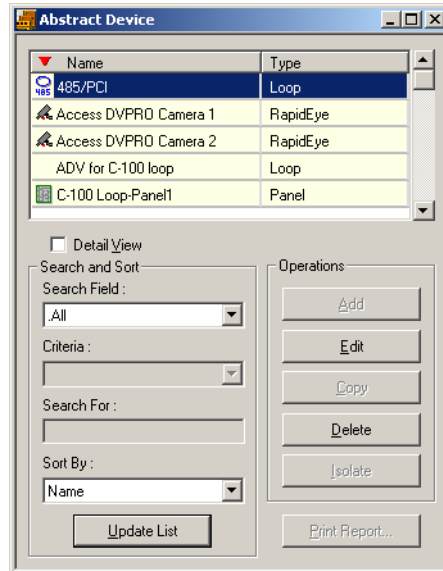 Abstract Device
Name Type
485 485/PCI Loop
Access DVPRO Camera 1 RapidEye
Access DVPRO Camera 2 RapidEye
ADV for C-100 loop Loop
C-100 Loop-Panel1 Panel
Detail View
Search and Sort
Search Field :
.All
Criteria :
Search For :
Sort By :
Name
Update List
Operations
Add
Edit
Copy
Delete
Isolate
Print Report...